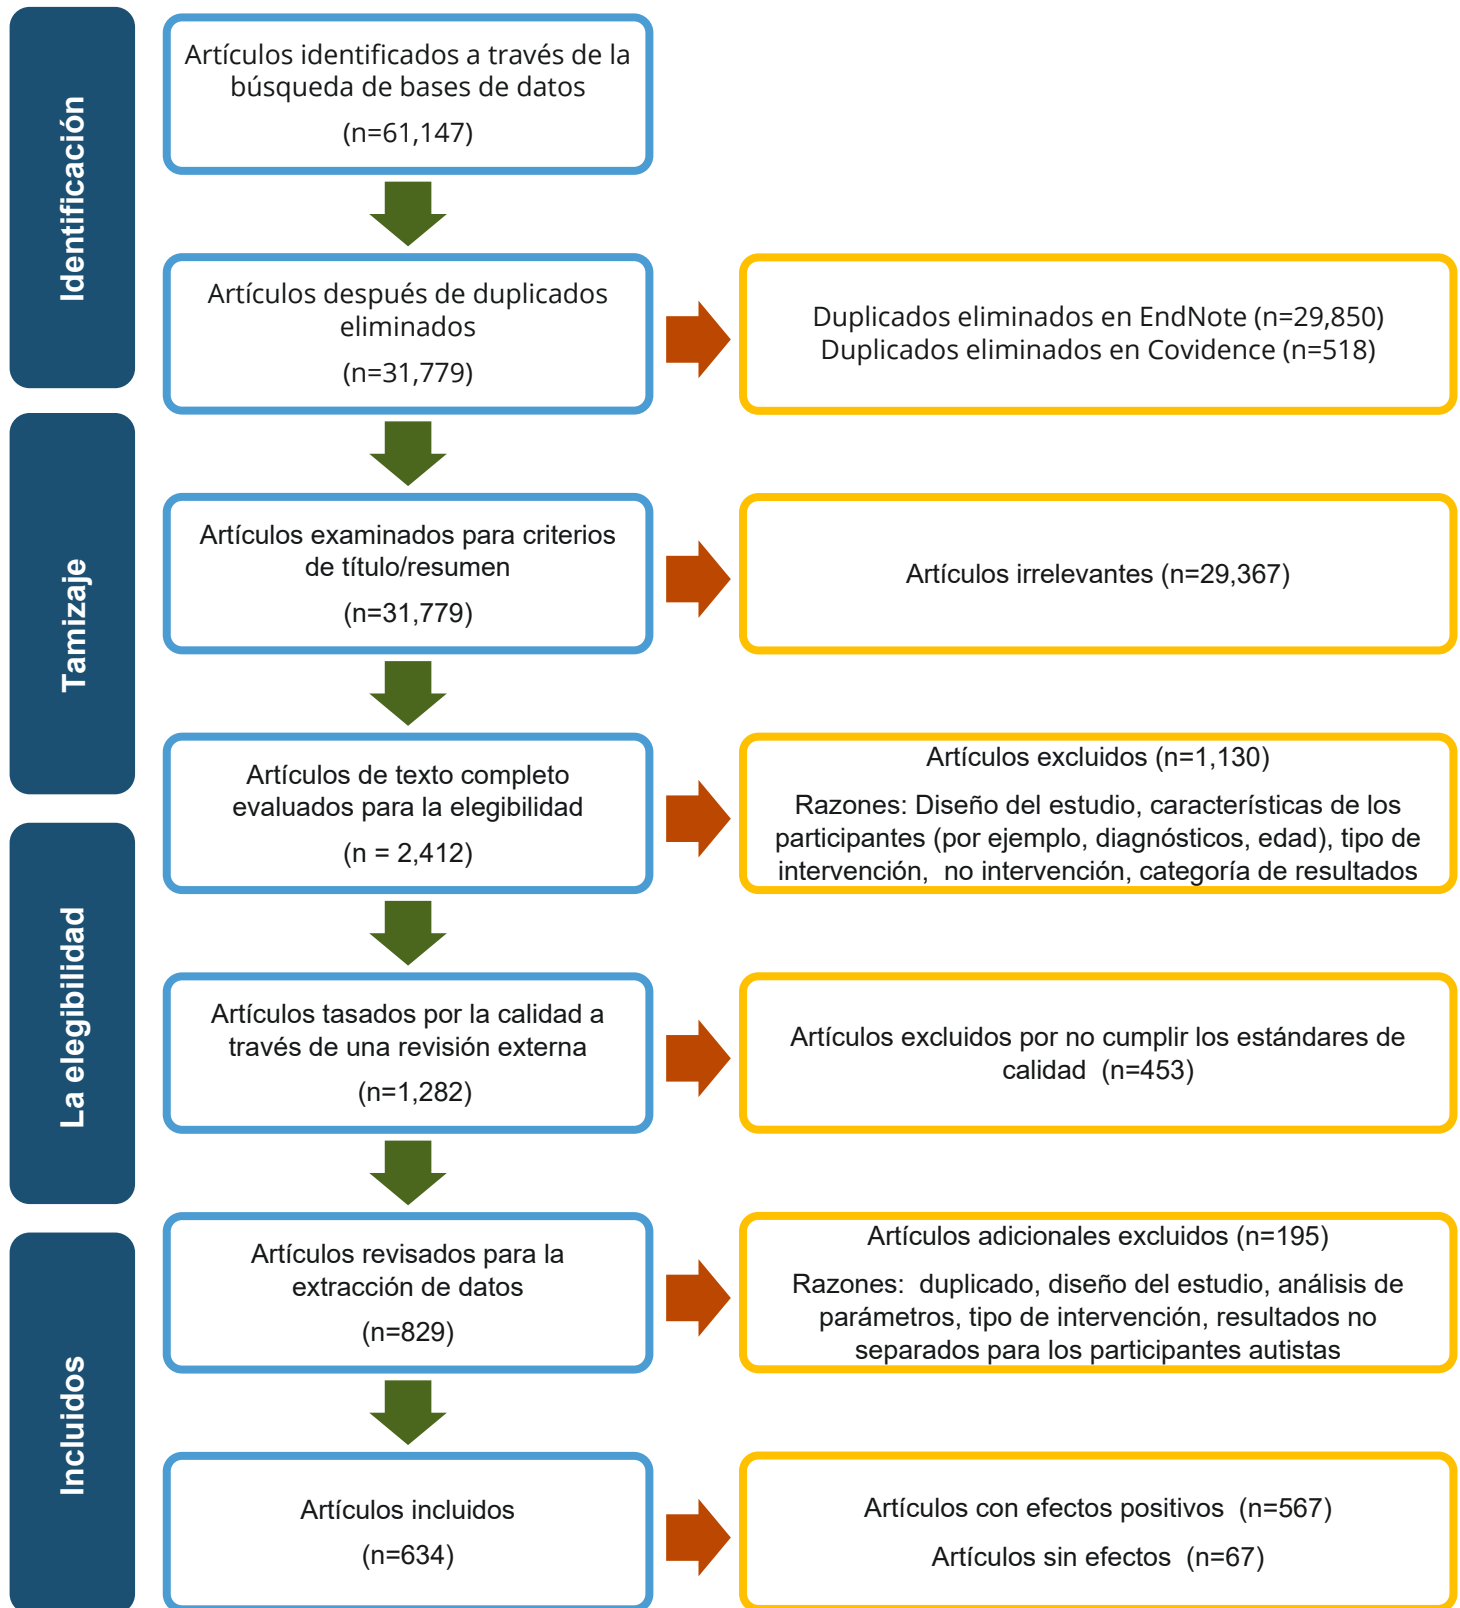 Identificación
Artículos identificados a través de la
búsqueda de bases de datos
(n=61,147)
Artículos después de duplicados
eliminados
(n=31,779)
Duplicados eliminados en EndNote (n=29,850)
Duplicados eliminados en Covidence (n=518)
Tamizaje
Artículos examinados para criterios
de título/resumen
(n=31,779)
Artículos irrelevantes (n=29,367)
Artículos de texto completo
evaluados para la elegibilidad
(n = 2,412)
Artículos excluidos (n=1,130)
Razones: Diseño del estudio, características de los
participantes (por ejemplo, diagnósticos, edad), tipo de
intervención,  no intervención, categoría de resultados
La elegibilidad
Artículos tasados por la calidad a
través de una revisión externa
(n=1,282)
Artículos excluidos por no cumplir los estándares de
calidad  (n=453)
Incluidos
Artículos revisados para la
extracción de datos
(n=829)
Artículos adicionales excluidos (n=195)
Razones:  duplicado, diseño del estudio, análisis de
parámetros, tipo de intervención, resultados no
separados para los participantes autistas
Artículos incluidos
(n=634)
Artículos con efectos positivos  (n=567)
Artículos sin efectos  (n=67)